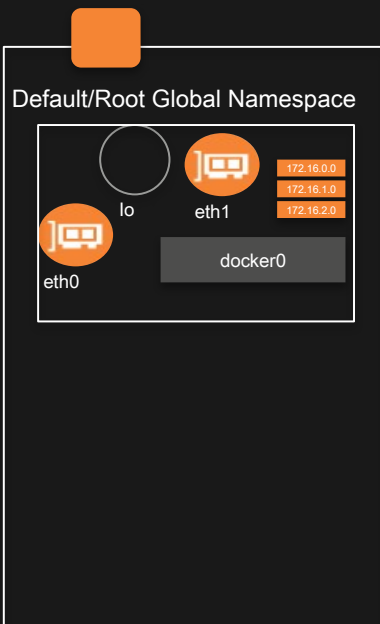 Default/Root Global Namespace
172.16.0.0
172.16.1.0
172.16.2.0
lo
eth1
docker0
eth0